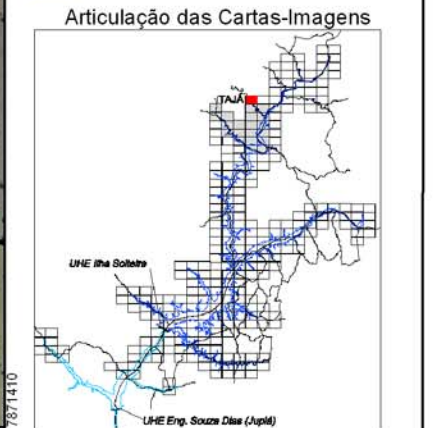 Articulação das Cartas-Imagens
TAJÁ
UHE Ilha Solteira
UHE Eng. Souza Dias (Jupiá)
7871410